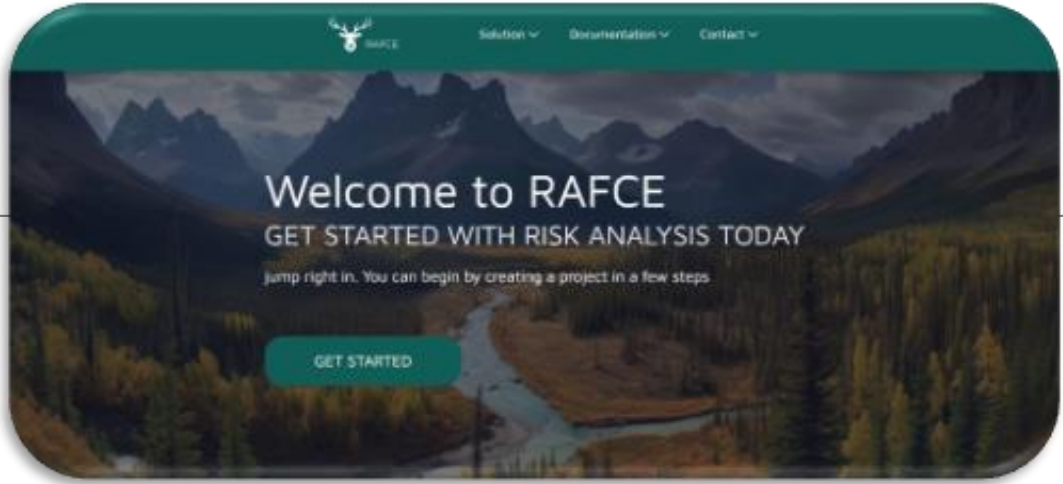 RAFCE
Solution
Documentation
Contact
Welcome to RAFCE
GET STARTED WITH RISK ANALYSIS TODAY
jump right in. You can begin by creating a project in a few steps
GET STARTED